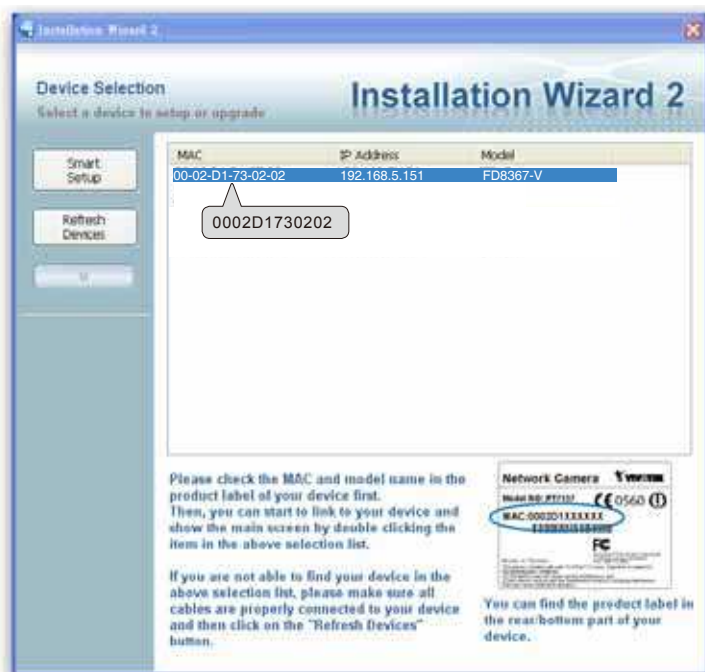 Installation Wizard 2
Device Selection
Select a device to setup or upgrade
Installation Wizard 2
Smart
Setup
Refresh
Devices
MAC IP Address Model
00-02-D1-73-02-02 192.168.5.151 FD8367-V
0002D1730202
Please check the MAC and model name in the
product label of your device first.
Then, you can start to link to your device and
show the main screen by double clicking the
item in the above selection list.
If you are not able to find your device in the
above selection list, please make sure all
cables are properly connected to your device
and then click on the "Refresh Devices"
button.
Network Camera VIVOTEK
CE 0560
MAC:0002D1XXXXXX
FC
You can find the product label in
the rear/bottom part of your
device.